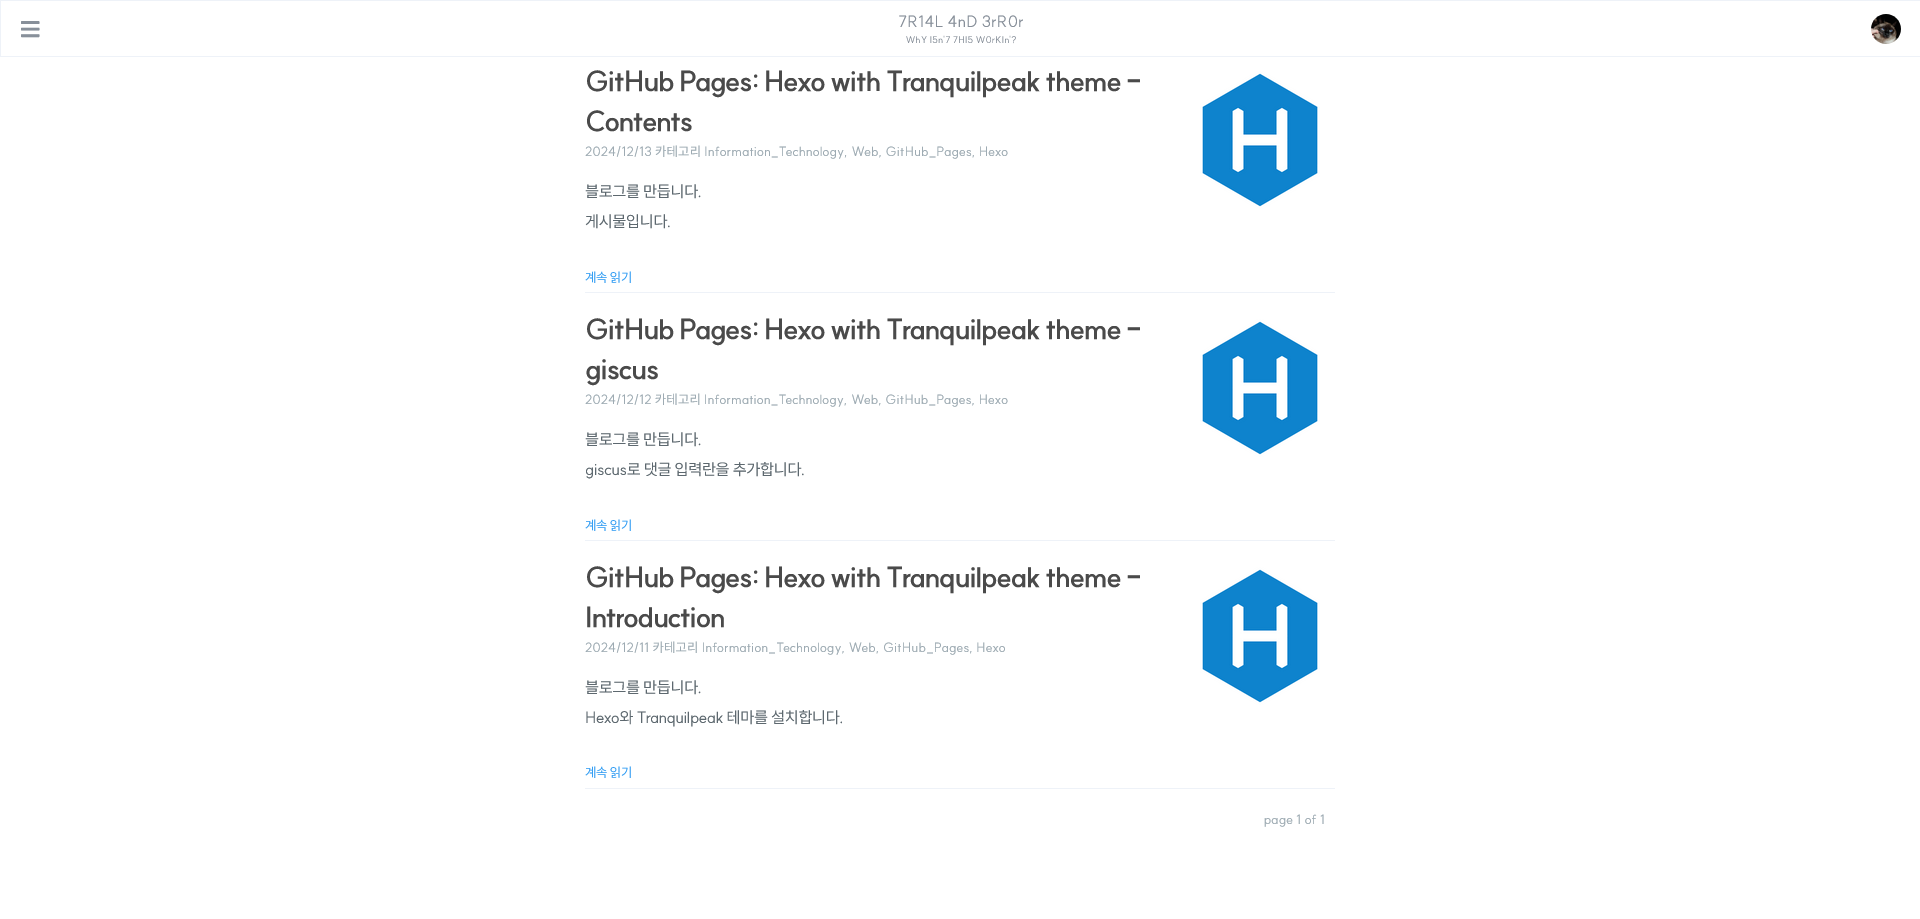 7R14L 4nD 3rR0r
WhY I5n'7 7HI5 W0rKIn'?
GitHub Pages: Hexo with Tranquilpeak theme -
Contents
2024/12/13 카테고리 Information_Technology, Web, GitHub_Pages, Hexo
블로그를 만듭니다.
게시물입니다.
계속 읽기
GitHub Pages: Hexo with Tranquilpeak theme -
giscus
2024/12/12 카테고리 Information_Technology, Web, GitHub_Pages, Hexo
블로그를 만듭니다.
giscus로 댓글 입력란을 추가합니다.
계속 읽기
GitHub Pages: Hexo with Tranquilpeak theme -
Introduction
2024/12/11 카테고리 Information_Technology, Web, GitHub_Pages, Hexo
블로그를 만듭니다.
Hexo와 Tranquilpeak 테마를 설치합니다.
계속 읽기
page 1 of 1